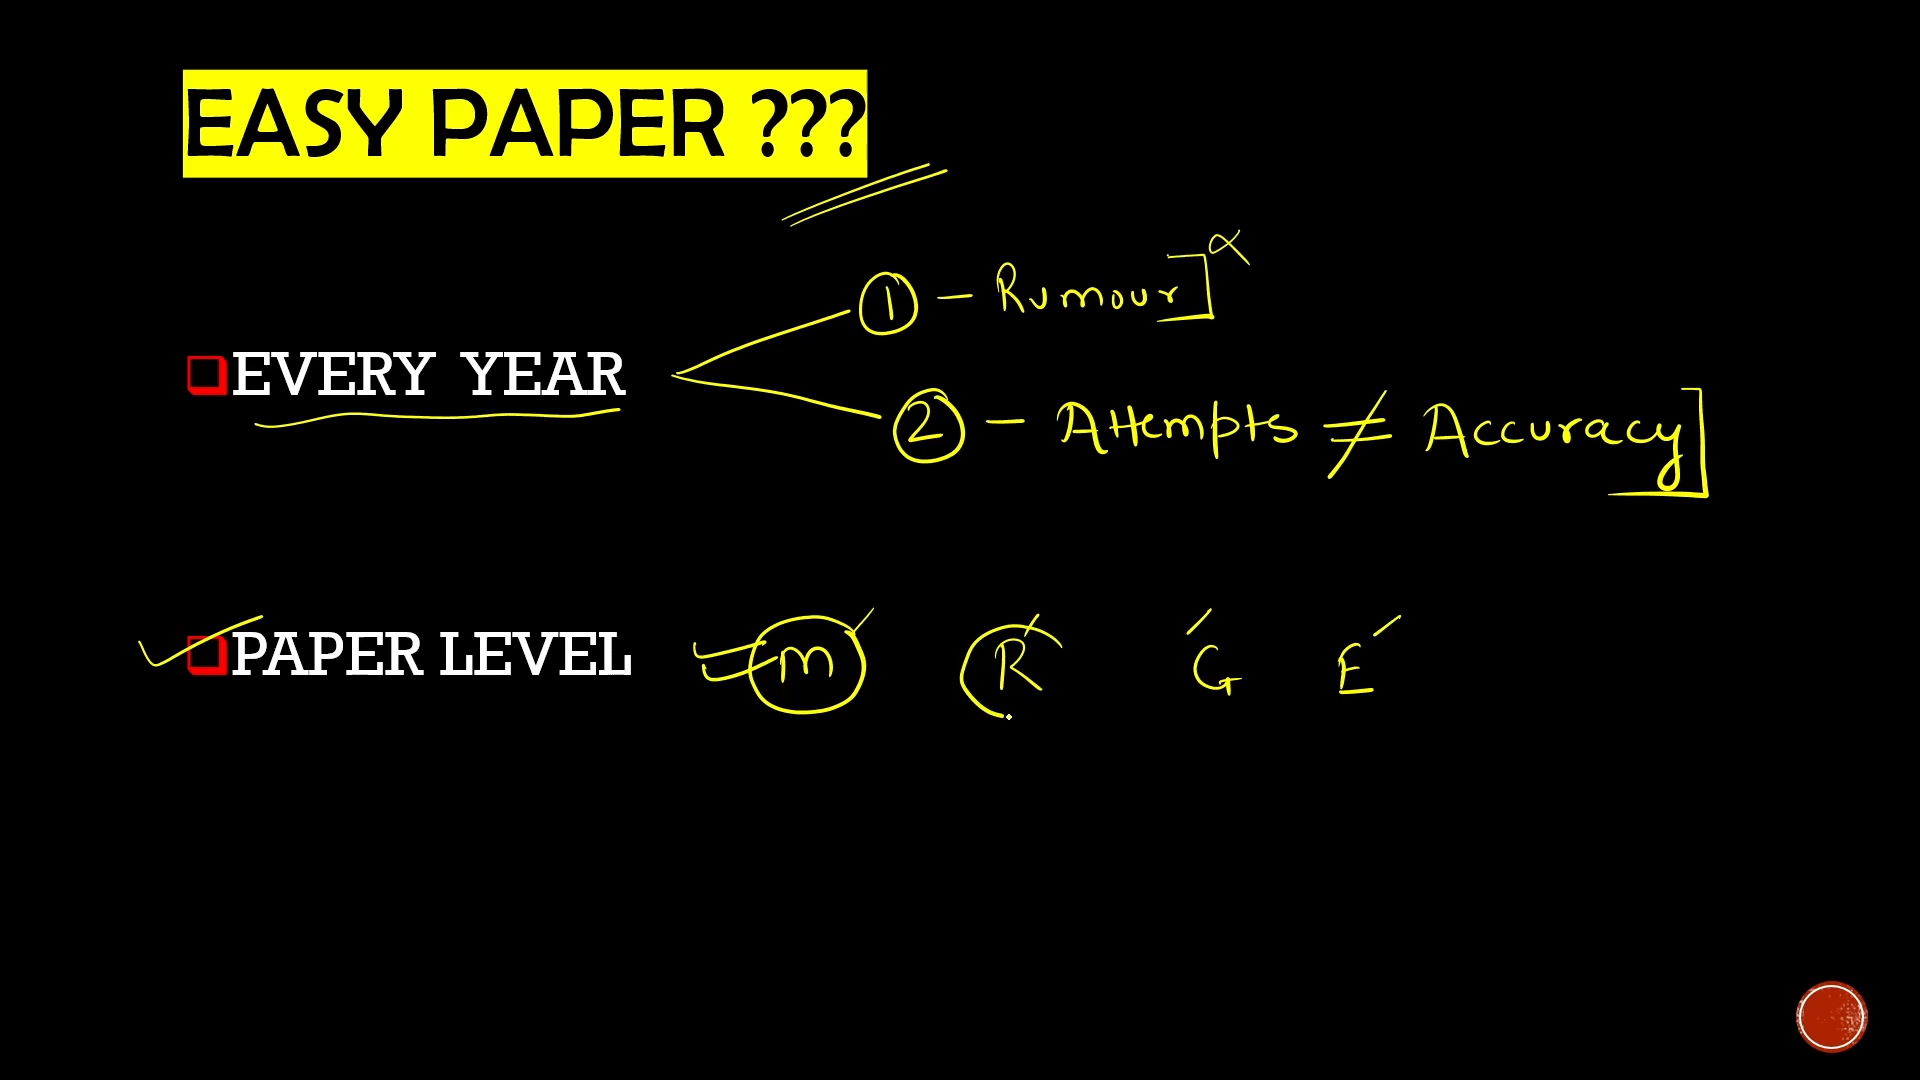 EASY PAPER ???
① - Rumour] α
EVERY YEAR
② - Attempts ≠ Accuracy]
PAPER LEVEL m R G E